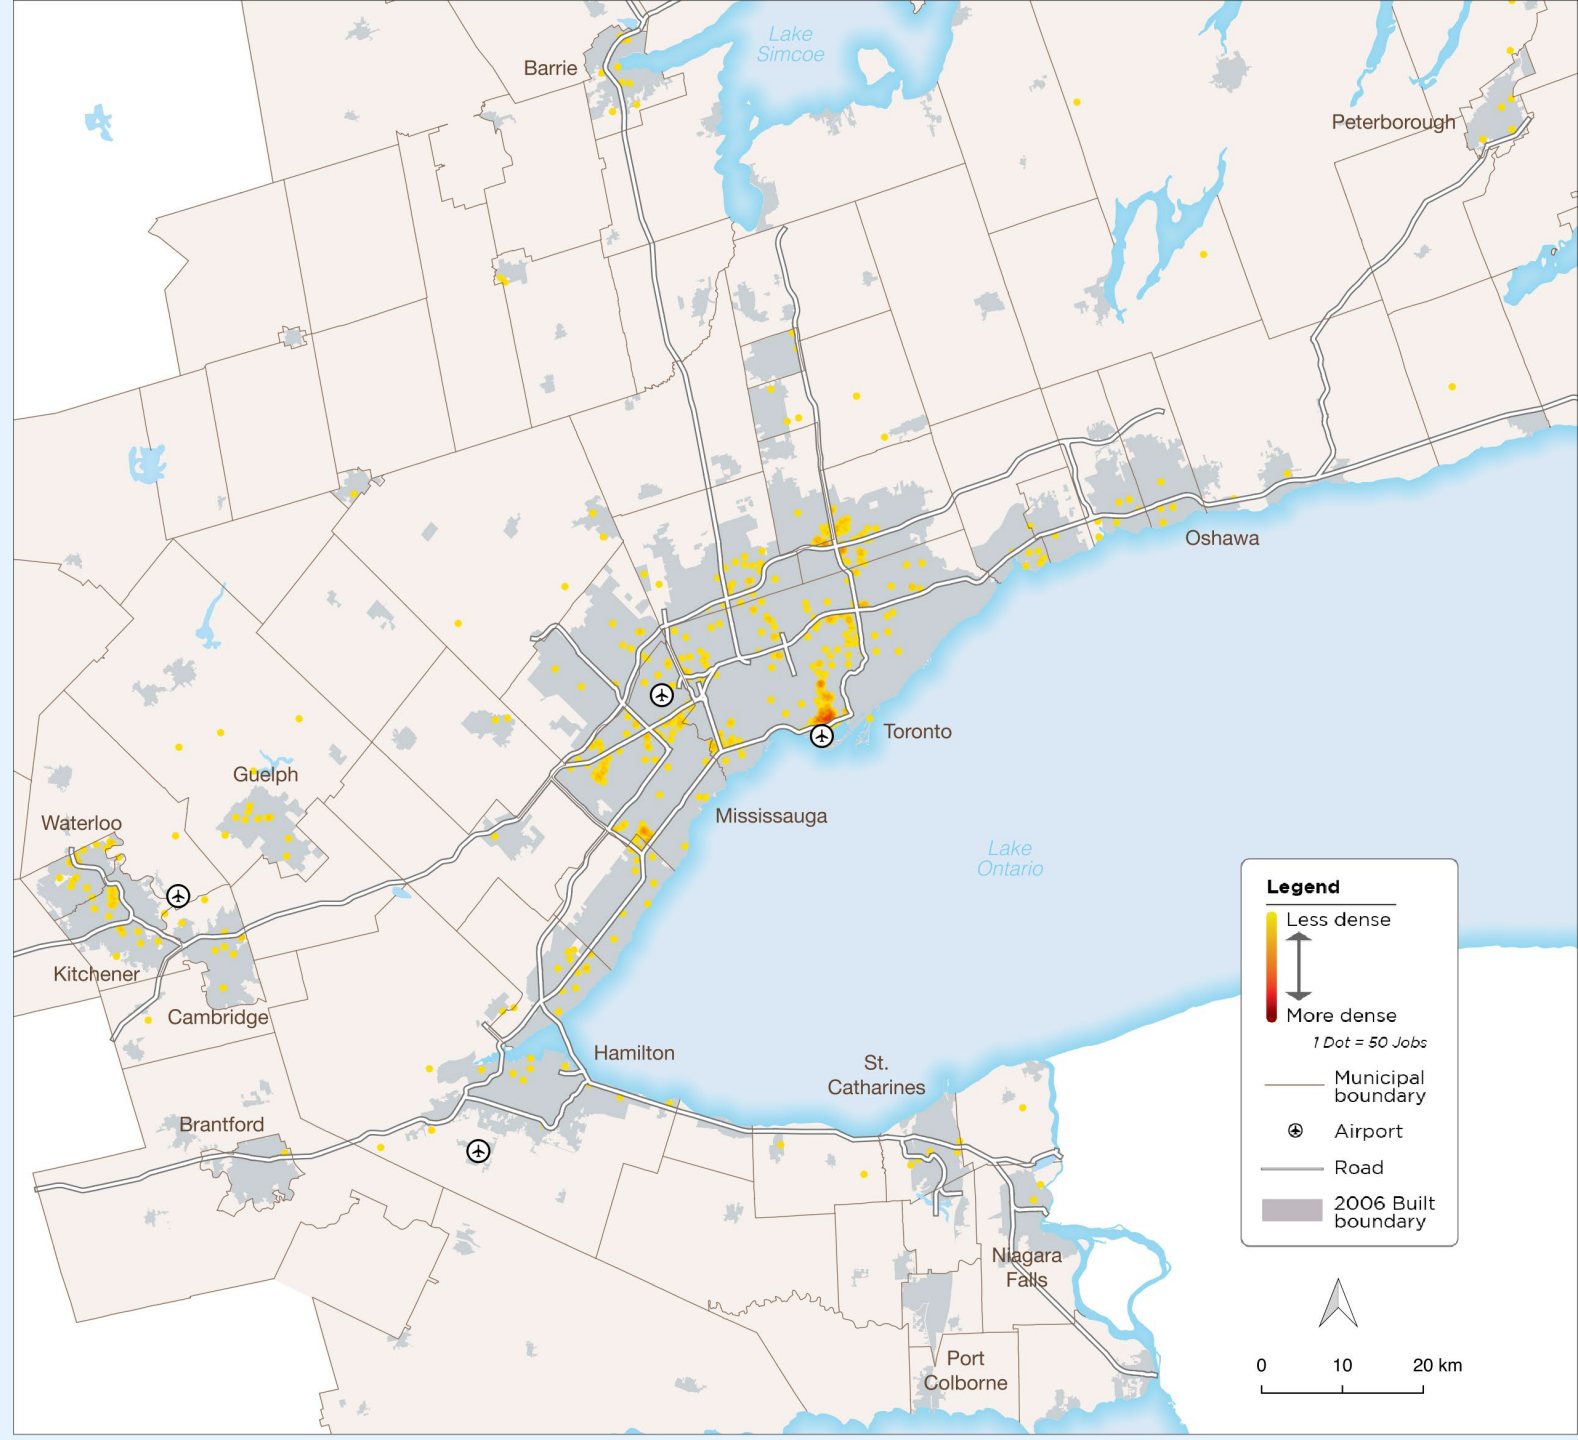 Lake
Simcoe
Barrie
Peterborough
Oshawa
Toronto
Guelph
Mississauga
Waterloo
Lake
Ontario
Kitchener
Cambridge
Hamilton
St.
Catharines
Brantford
Niagara
Falls
Port
Colborne
Legend
Less dense
More dense
1 Dot = 50 Jobs
Municipal
boundary
Airport
Road
2006 Built
boundary
0 10 20 km